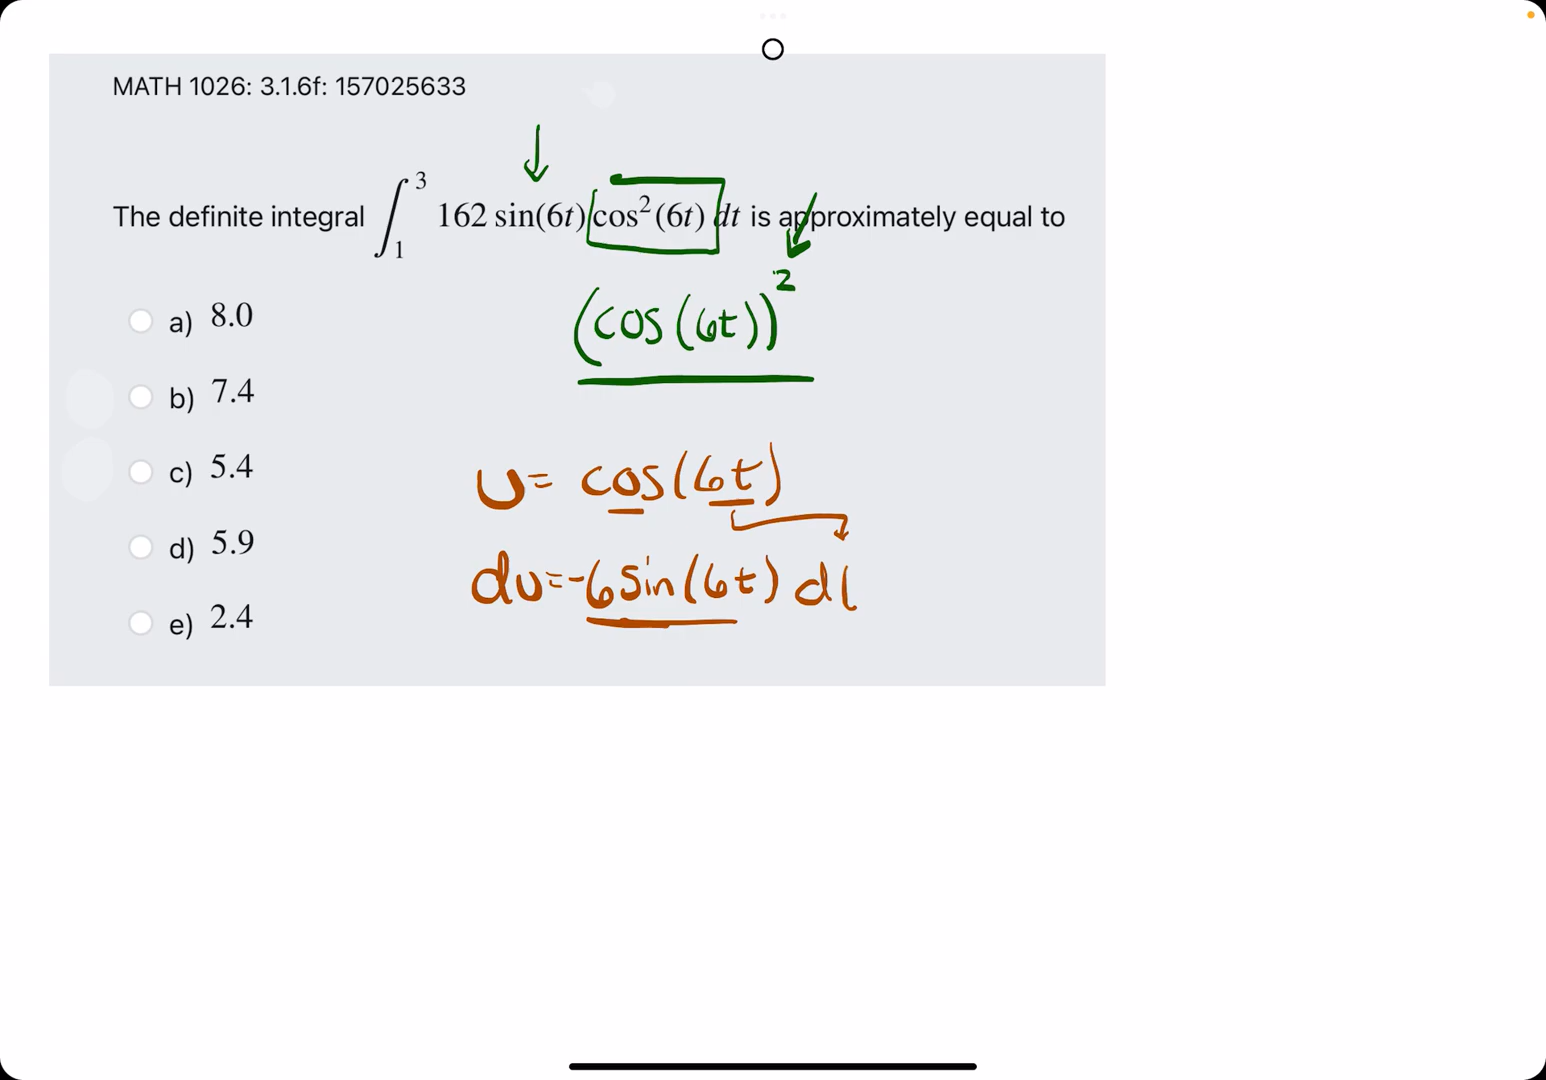 MATH 1026: 3.1.6f: 157025633
The definite integral ∫₁³ 162 sin(6t) cos²(6t) dt is approximately equal to
(cos(6t))²
a) 8.0
b) 7.4
c) 5.4
d) 5.9
e) 2.4
u = cos(6t)
du = -6 sin(6t) dt